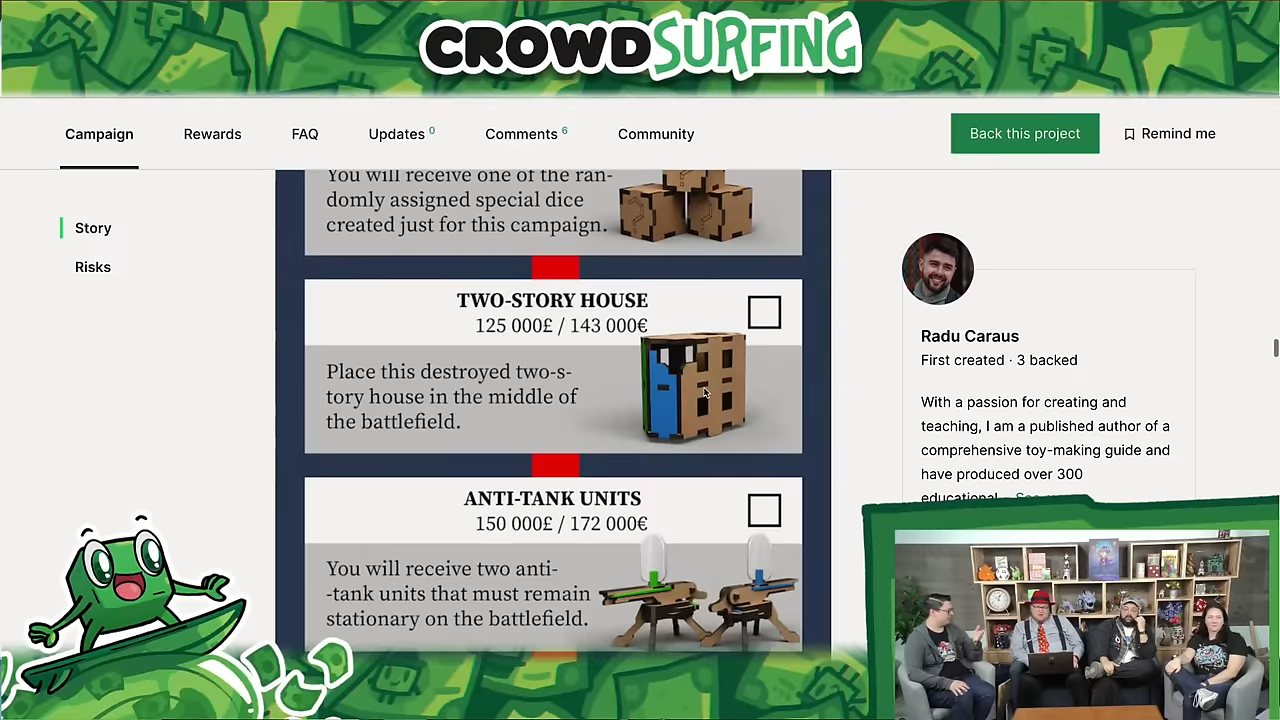 CROWDSURFING
Campaign
Rewards
FAQ
Updates 0
Comments 6
Community
Back this project
Remind me
Story
Risks
You will receive one of the ran-
domly assigned special dice
created just for this campaign.
TWO-STORY HOUSE
125 000£ / 143 000€
Place this destroyed two-s-
tory house in the middle of
the battlefield.
ANTI-TANK UNITS
150 000£ / 172 000€
You will receive two anti-
-tank units that must remain
stationary on the battlefield.
Radu Caraus
First created · 3 backed
With a passion for creating and
teaching, I am a published author of a
comprehensive toy-making guide and
have produced over 300
educational